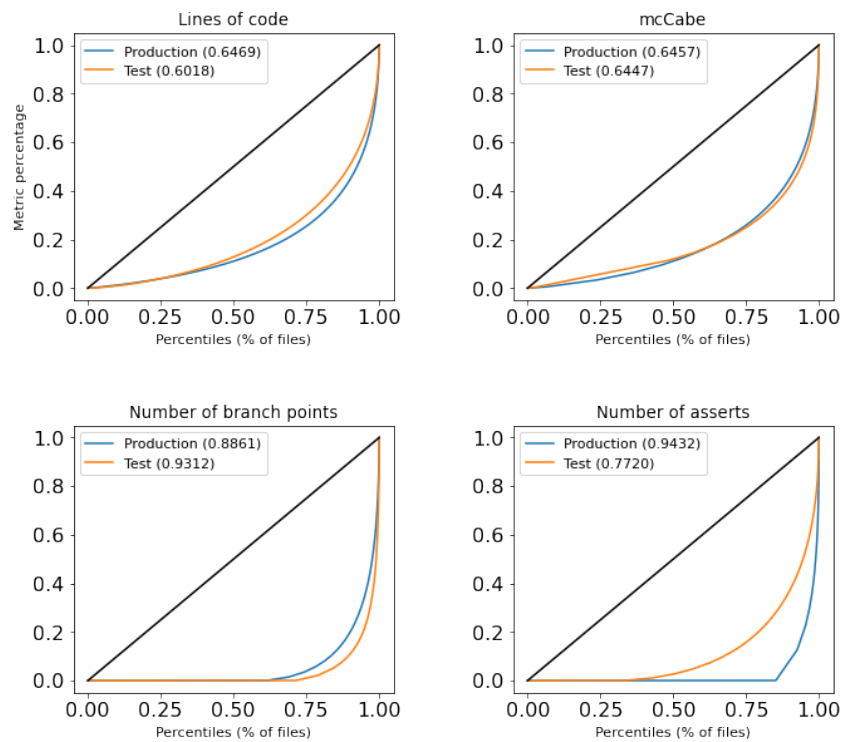 Lines of code
Production (0.6469)
Test (0.6018)
1.0
0.8
0.6
0.4
0.2
0.0
Metric percentage
0.00 0.25 0.50 0.75 1.00
Percentiles (% of files)
mcCabe
Production (0.6457)
Test (0.6447)
1.0
0.8
0.6
0.4
0.2
0.0
0.00 0.25 0.50 0.75 1.00
Percentiles (% of files)
Number of branch points
Production (0.8861)
Test (0.9312)
1.0
0.8
0.6
0.4
0.2
0.0
0.00 0.25 0.50 0.75 1.00
Percentiles (% of files)
Number of asserts
Production (0.9432)
Test (0.7720)
1.0
0.8
0.6
0.4
0.2
0.0
0.00 0.25 0.50 0.75 1.00
Percentiles (% of files)